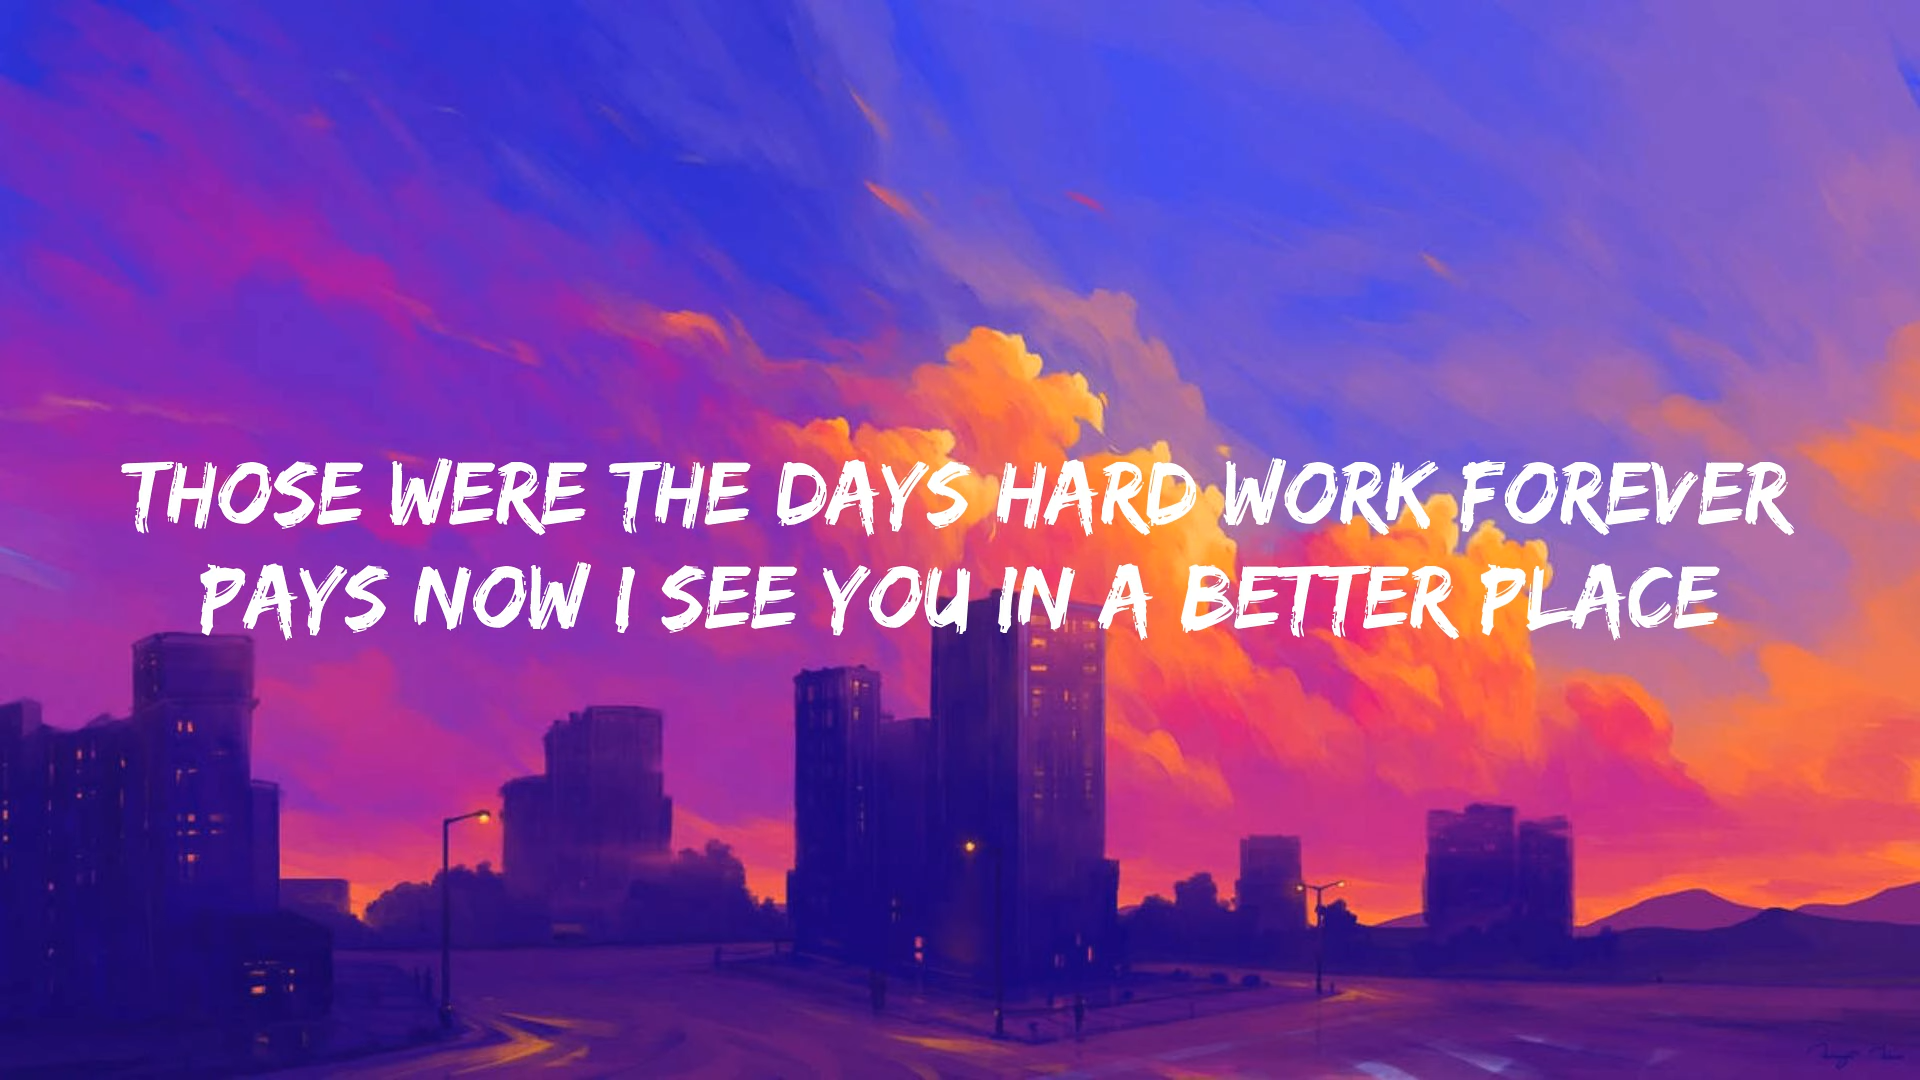 THOSE WERE THE DAYS HARD WORK FOREVER
PAYS NOW I SEE YOU IN A BETTER PLACE